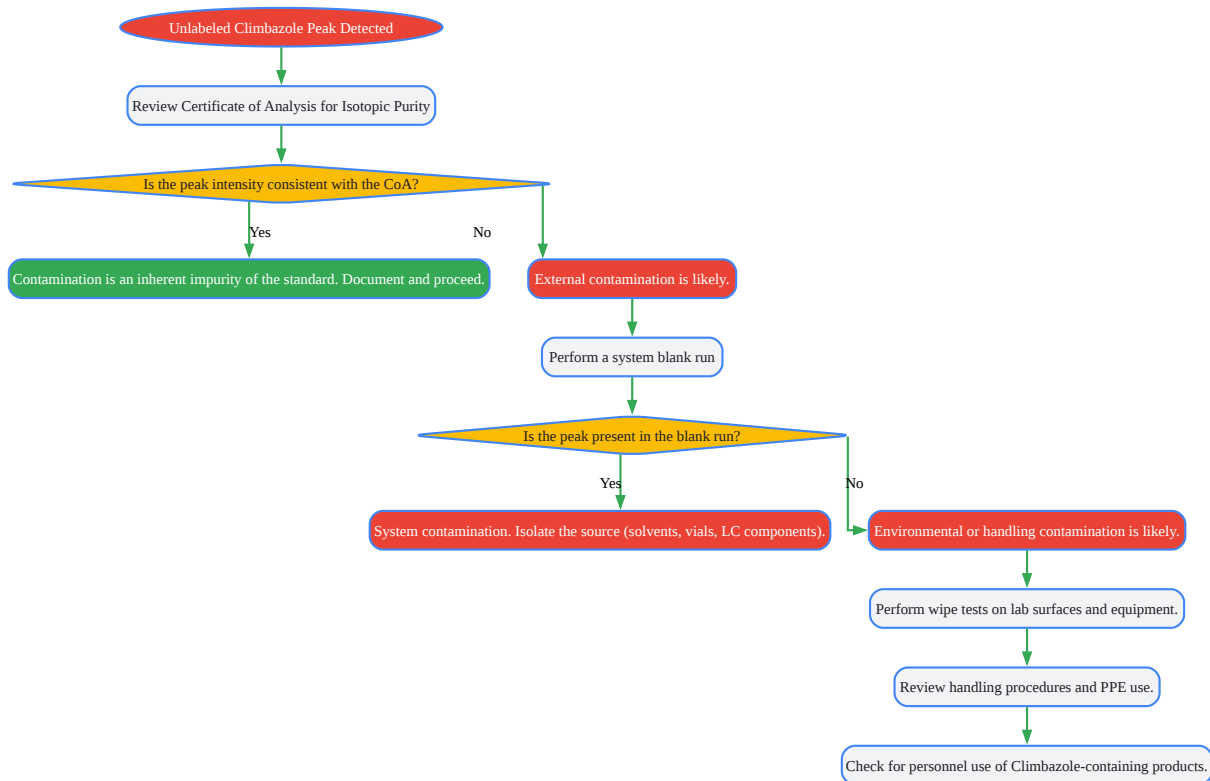 Unlabeled Climbazole Peak Detected
Review Certificate of Analysis for Isotopic Purity
Is the peak intensity consistent with the CoA?
Yes
No
Contamination is an inherent impurity of the standard. Document and proceed.
External contamination is likely.
Perform a system blank run
Is the peak present in the blank run?
Yes
No
System contamination. Isolate the source (solvents, vials, LC components).
Environmental or handling contamination is likely.
Perform wipe tests on lab surfaces and equipment.
Review handling procedures and PPE use.
Check for personnel use of Climbazole-containing products.